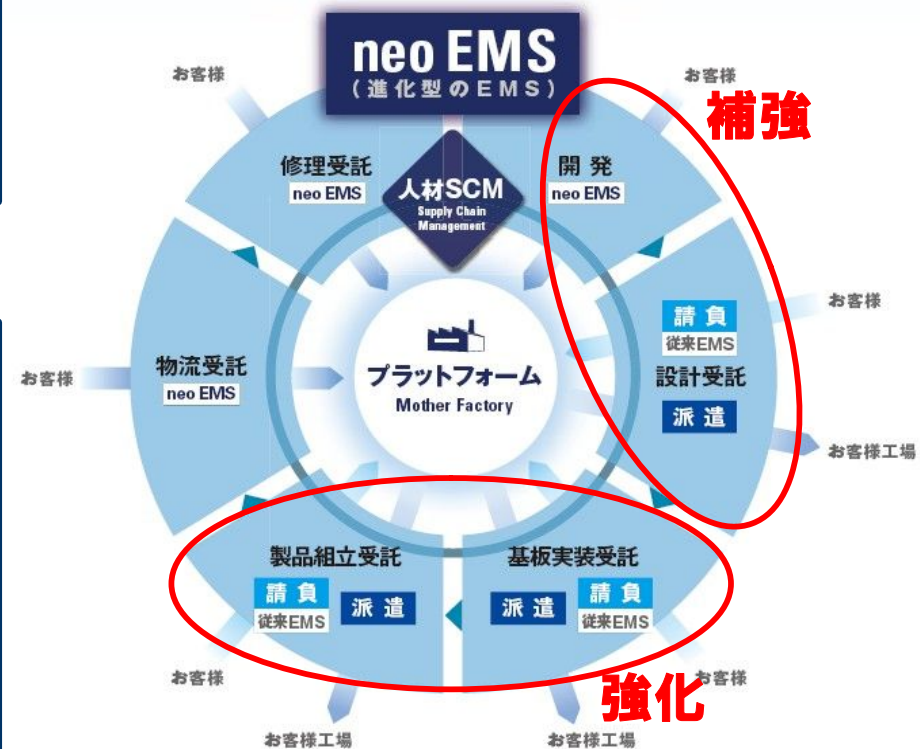 neo EMS
(進化型のEMS)
お客様
お客様
補強
修理受託
neo EMS
人材SCM
Supply Chain
Management
開 発
neo EMS
お客様
請 負
従来EMS
設計受託
派 遣
お客様工場
物流受託
neo EMS
お客様
プラットフォーム
Mother Factory
製品組立受託
請 負
従来EMS
派 遣
基板実装受託
派 遣
請 負
従来EMS
お客様
お客様
強化
お客様工場
お客様工場